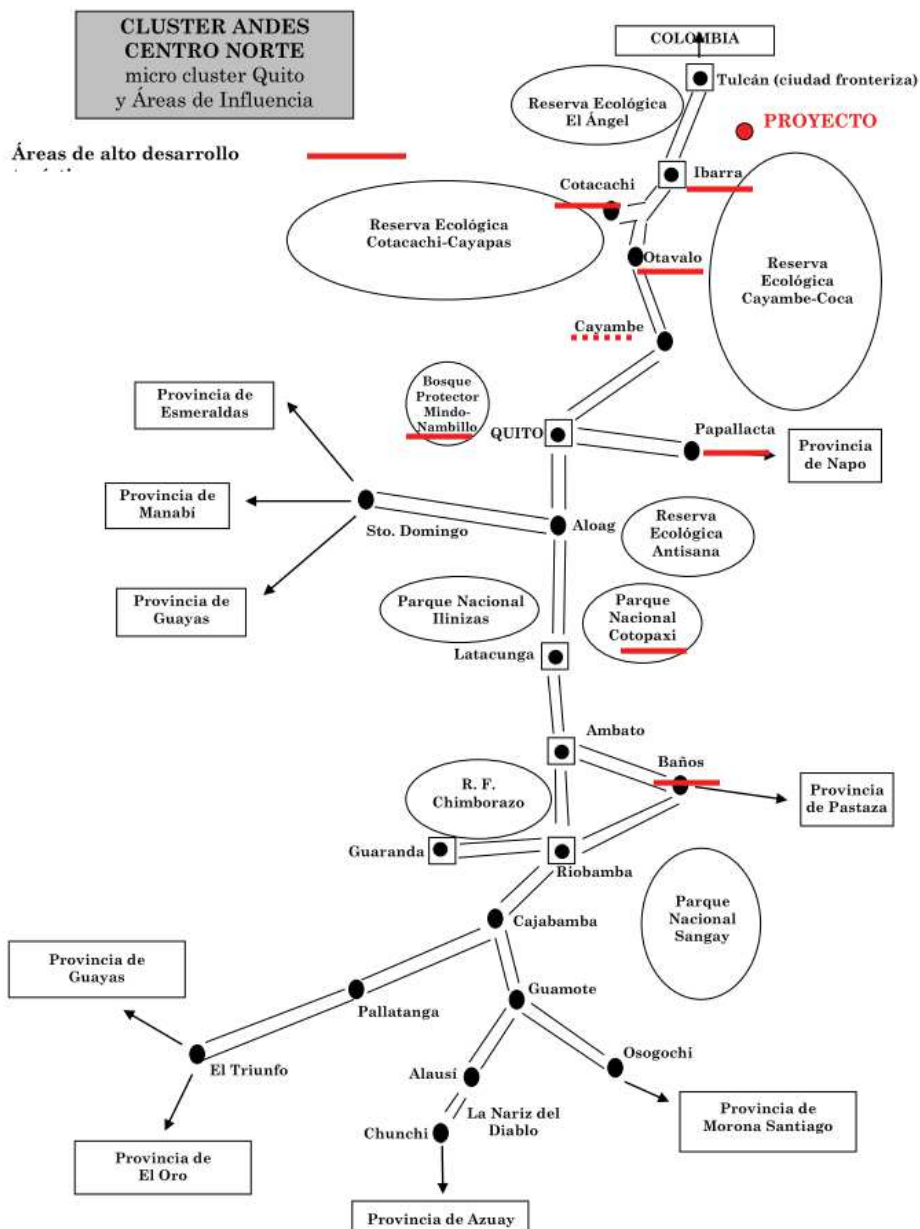 CLUSTER ANDES
CENTRO NORTE
micro cluster Quito
y Áreas de Influencia
COLOMBIA
Tulcán (ciudad fronteriza)
Reserva Ecológica
El Ángel
PROYECTO
Áreas de alto desarrollo
Cotacachi
Ibarra
Reserva Ecológica
Cotacachi-Cayapas
Otavalo
Reserva
Ecológica
Cayambe-Coca
Cayambe
Provincia de
Esmeraldas
Bosque
Protector
Mindo-
Nambillo
QUITO
Papallacta
Provincia
de Napo
Provincia de
Manabí
Sto. Domingo
Aloag
Reserva
Ecológica
Antisana
Provincia de
Guayas
Parque Nacional
Ilinizas
Parque
Nacional
Cotopaxi
Latacunga
Ambato
Baños
R. F.
Chimborazo
Provincia
de Pastaza
Guaranda
Riobamba
Parque
Nacional
Sangay
Cajabamba
Provincia de
Guayas
Pallatanga
Guamote
El Triunfo
Alausí
Osogochi
La Nariz del
Diablo
Chunchi
Provincia de
Morona Santiago
Provincia de
El Oro
Provincia de Azuay